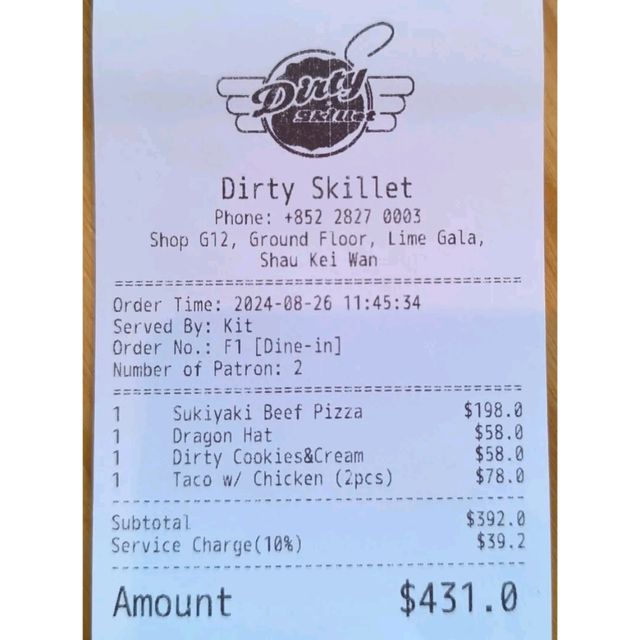 Dirty
Skillet
Dirty Skillet
Phone: +852 2827 0003
Shop G12, Ground Floor, Lime Gala,
Shau Kei Wan
Order Time: 2024-08-26 11:45:34
Served By: Kit
Order No.: F1 [Dine-in]
Number of Patron: 2
1 Sukiyaki Beef Pizza $198.0
1 Dragon Hat $58.0
1 Dirty Cookies&Cream $58.0
1 Taco w/ Chicken (2pcs) $78.0
Subtotal $392.0
Service Charge(10%) $39.2
Amount $431.0